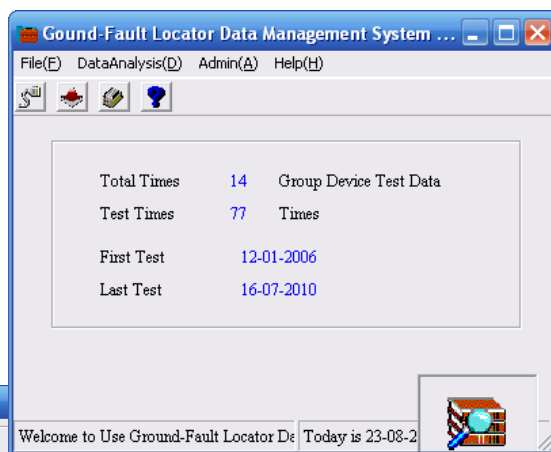 Gound-Fault Locator Data Management System ...
File(F) DataAnalysis(D) Admin(A) Help(H)
Total Times 14 Group Device Test Data
Test Times 77 Times
First Test 12-01-2006
Last Test 16-07-2010
Welcome to Use Ground-Fault Locator De Today is 23-08-2